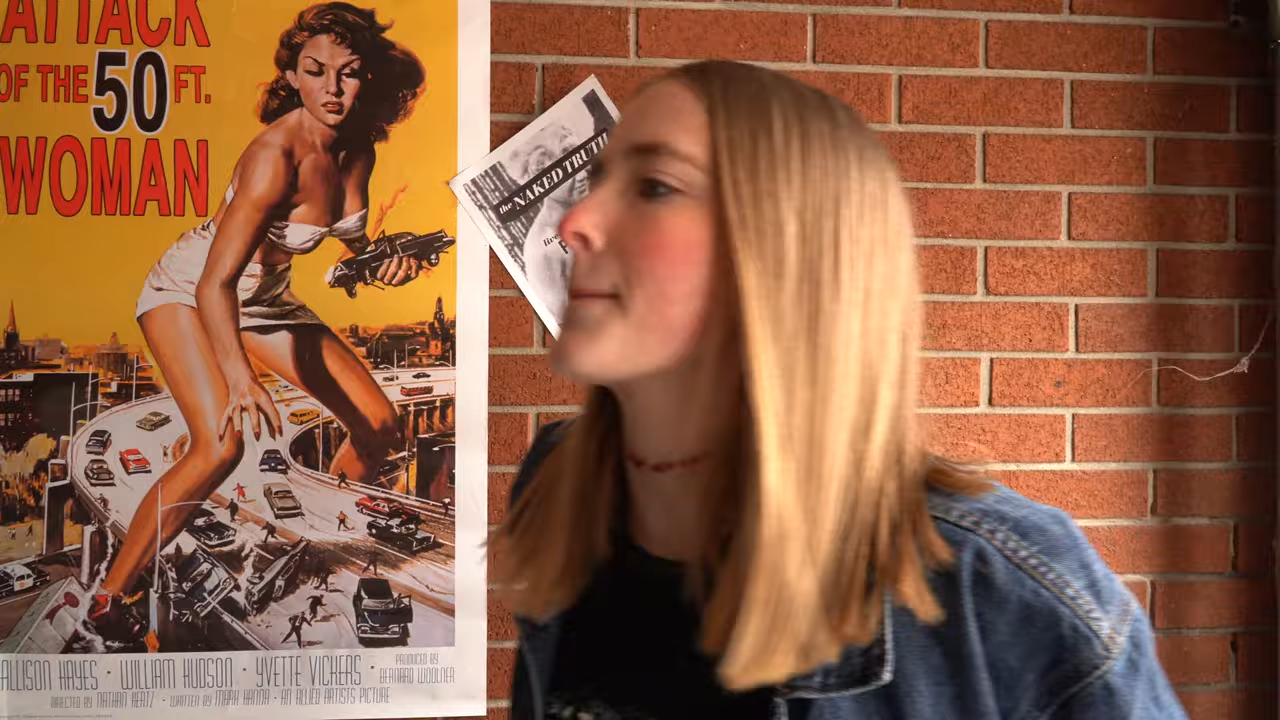 ATTACK
OF THE 50 FT.
WOMAN
the NAKED TRUTH
ALLISON HAYES · WILLIAM HUDSON · YVETTE VICKERS · PRODUCED BY
BERNARD WOOLNER
DIRECTED BY NATHAN HERTZ · WRITTEN BY MARK HANNA · AN ALLIED ARTISTS PICTURE